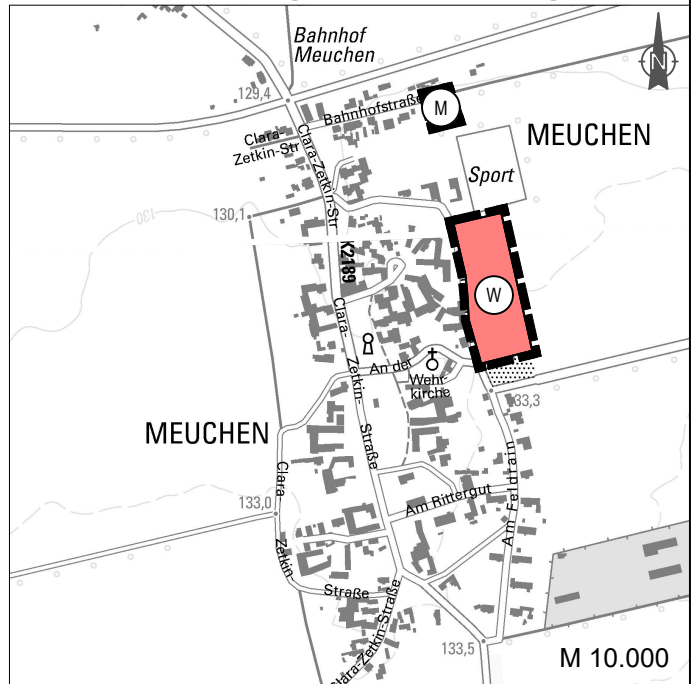 Bahnhof
Meuchen
N
129,4
Bahnhofstraße
M
Clara-
Zetkin-Str
Clara-Zetkin-Str
MEUCHEN
Sport
130
130,1
K2189
W
Clara-
Zetkin-
Straße
An der
Wehr-
kirche
33,3
MEUCHEN
Clara-
Zetkin-
Straße
Am Rittergut
Am Feldrain
133,0
Clara-Zetkin-Straße
133,5
M 10.000